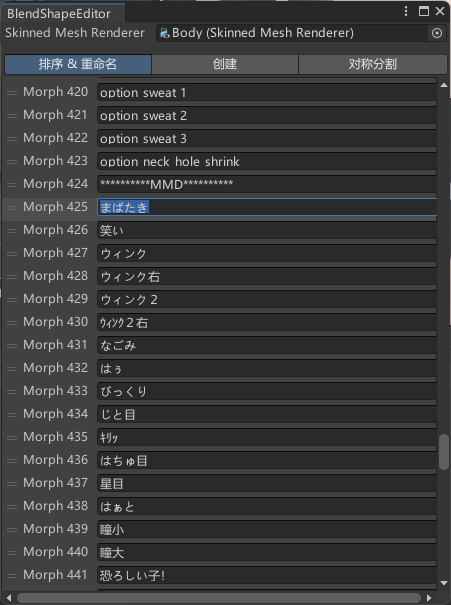 BlendShapeEditor
Skinned Mesh Renderer Body (Skinned Mesh Renderer)
排序 & 重命名 创建 对称分割
Morph 420 option sweat 1
Morph 421 option sweat 2
Morph 422 option sweat 3
Morph 423 option neck hole shrink
Morph 424 **********MMD**********
Morph 425 まばたき
Morph 426 笑い
Morph 427 ウィンク
Morph 428 ウィンク右
Morph 429 ウィンク２
Morph 430 ｳｨﾝｸ２右
Morph 431 なごみ
Morph 432 はぅ
Morph 433 びっくり
Morph 434 じと目
Morph 435 ｷﾘｯ
Morph 436 はちゅ目
Morph 437 星目
Morph 438 はぁと
Morph 439 瞳小
Morph 440 瞳大
Morph 441 恐ろしい子！